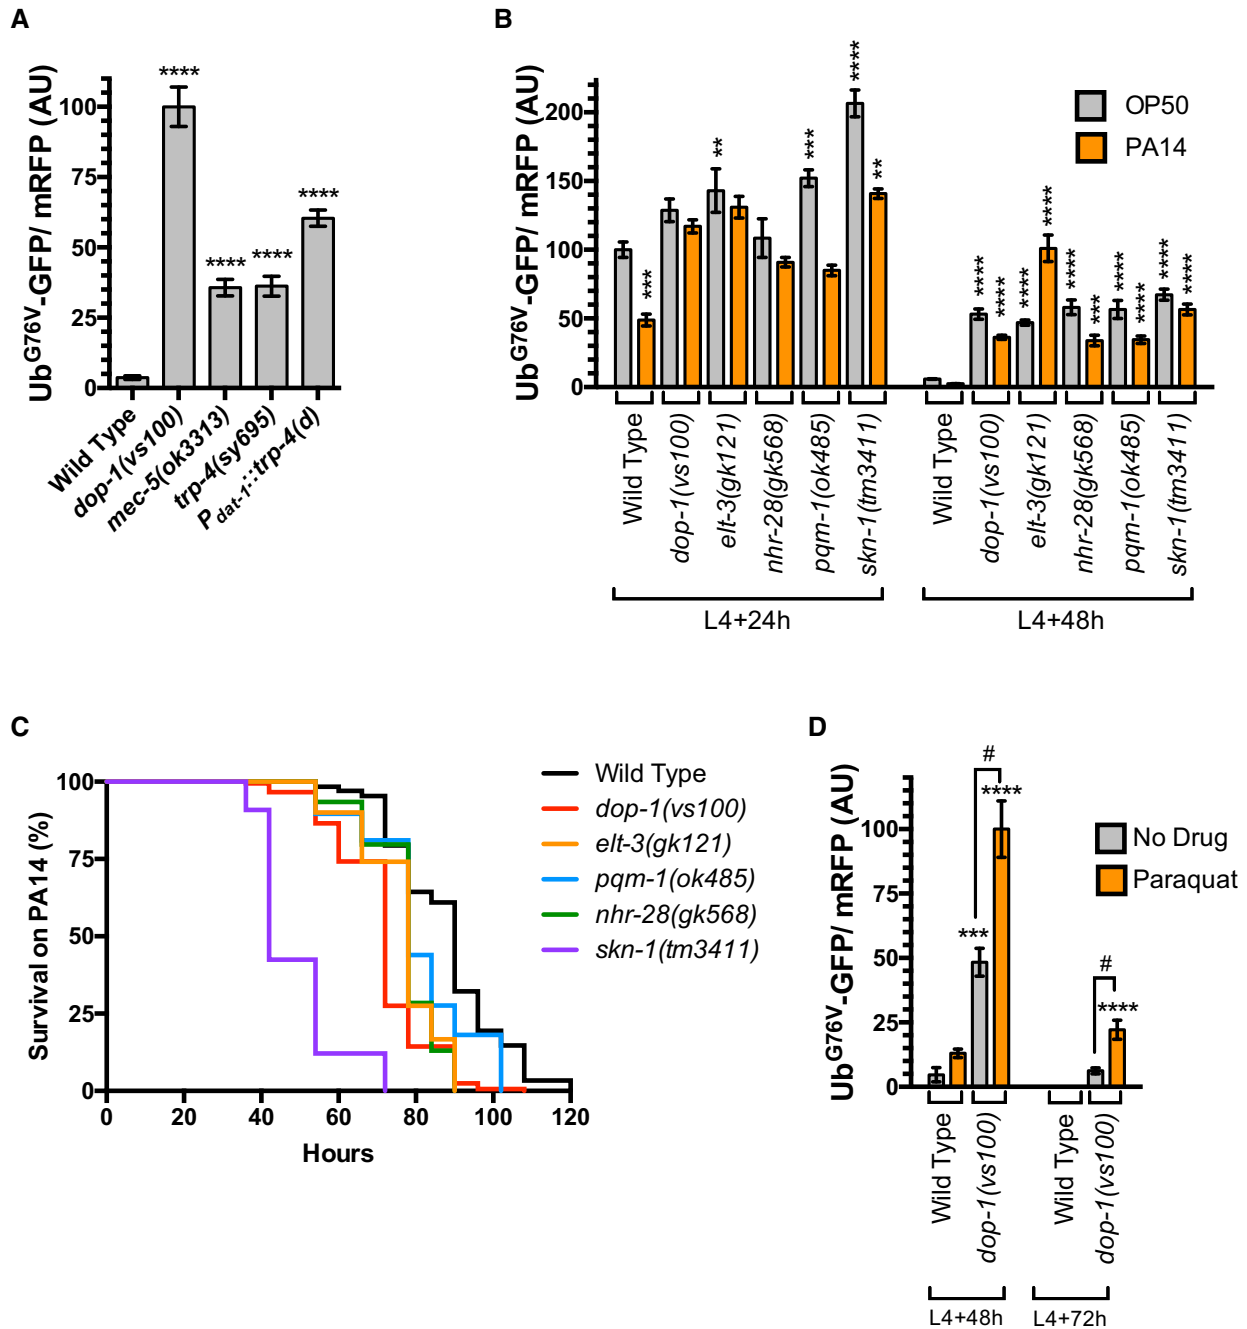 A
Ub^G76V-GFP/ mRFP (AU)
100
75
50
25
0
****
****
****
****
Wild Type
dop-1(vs100)
mec-5(ok3313)
trp-4(sy695)
P_dat-1::trp-4(d)
B
Ub^G76V-GFP/ mRFP (AU)
200
150
100
50
0
OP50
PA14
***
**
***
****
**
****
****
****
****
****
***
****
****
****
****
Wild Type
dop-1(vs100)
elt-3(gk121)
nhr-28(gk568)
pqm-1(ok485)
skn-1(tm3411)
Wild Type
dop-1(vs100)
elt-3(gk121)
nhr-28(gk568)
pqm-1(ok485)
skn-1(tm3411)
L4+24h
L4+48h
C
Survival on PA14 (%)
100
75
50
25
0
0 20 40 60 80 100 120
Hours
Wild Type
dop-1(vs100)
elt-3(gk121)
pqm-1(ok485)
nhr-28(gk568)
skn-1(tm3411)
D
Ub^G76V-GFP/ mRFP (AU)
100
75
50
25
0
No Drug
Paraquat
#
****
***
#
****
Wild Type
dop-1(vs100)
Wild Type
dop-1(vs100)
L4+48h
L4+72h